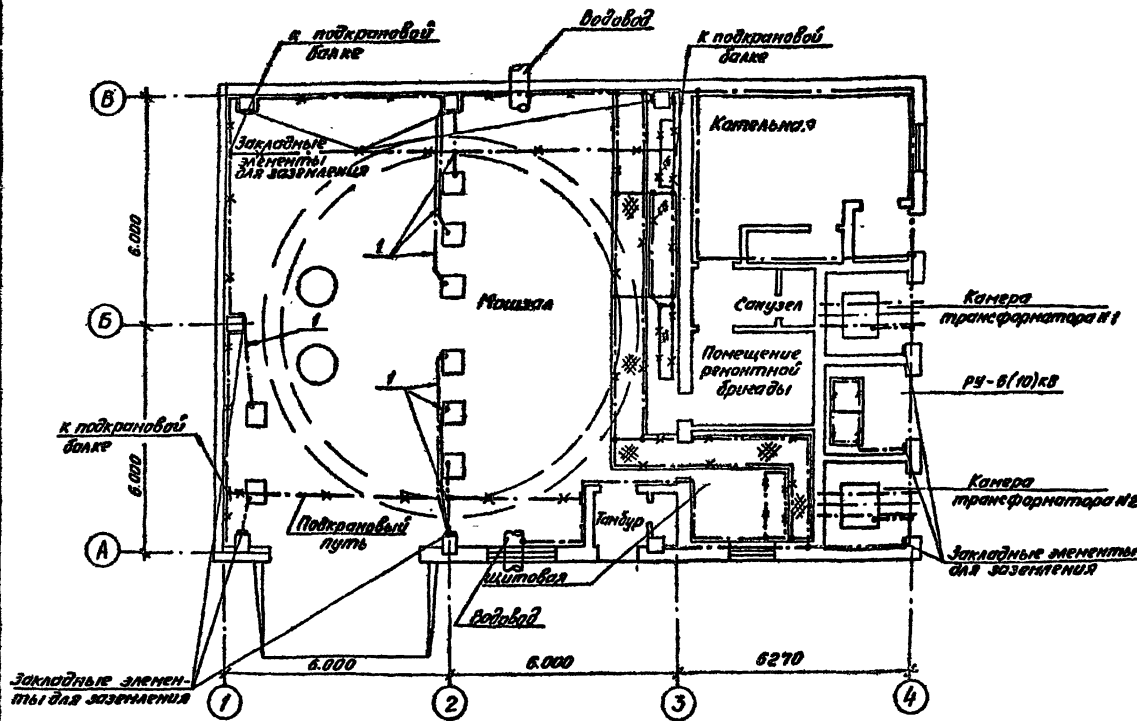 к подкрановой
балке
Водовод
к подкрановой
балке
В
Закладные
элементы
для заземления
Котельная
6.000
1
Машзал
Санузел
Камера
трансформатора №1
Б
1
Помещение
ремонтной
бригады
РУ-6(10)кВ
1
к подкрановой
балке
6.000
Камера
трансформатора №2
Подкрановый
путь
Тамбур
А
Щитовая
Закладные элементы
для заземления
Водовод
6.000
6.000
6270
Закладные элемен-
ты для заземления
1
2
3
4